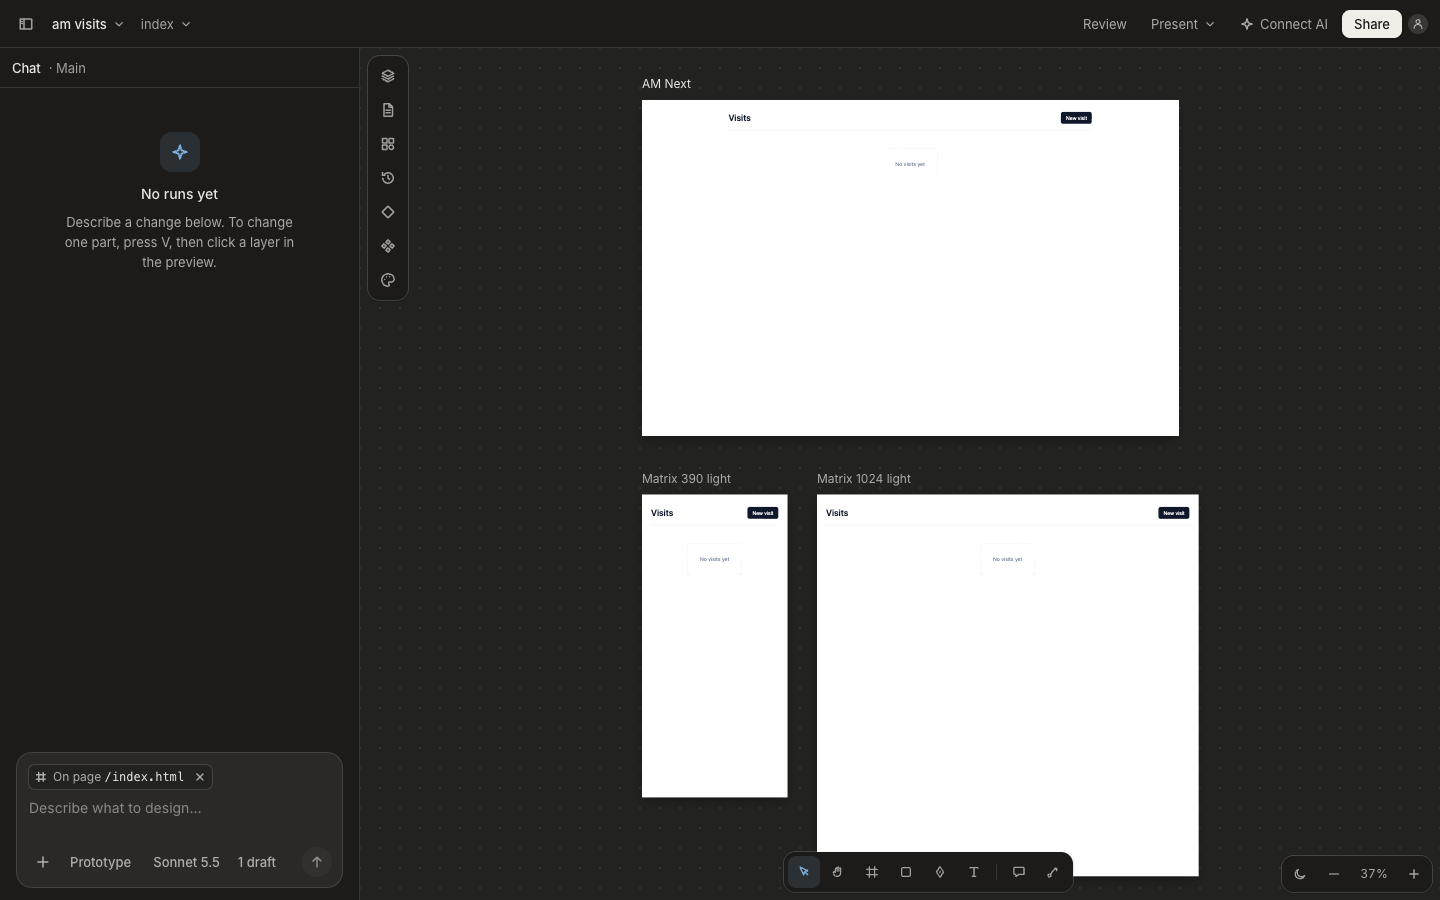 am visits
index
Review
Present
Connect AI
Share
Chat · Main
No runs yet
Describe a change below. To change
one part, press V, then click a layer in
the preview.
On page /index.html
Describe what to design...
Prototype
Sonnet 5.5
1 draft
AM Next
Visits
New visit
No visits yet
Matrix 390 light
Visits
New visit
No visits yet
Matrix 1024 light
Visits
New visit
No visits yet
37%